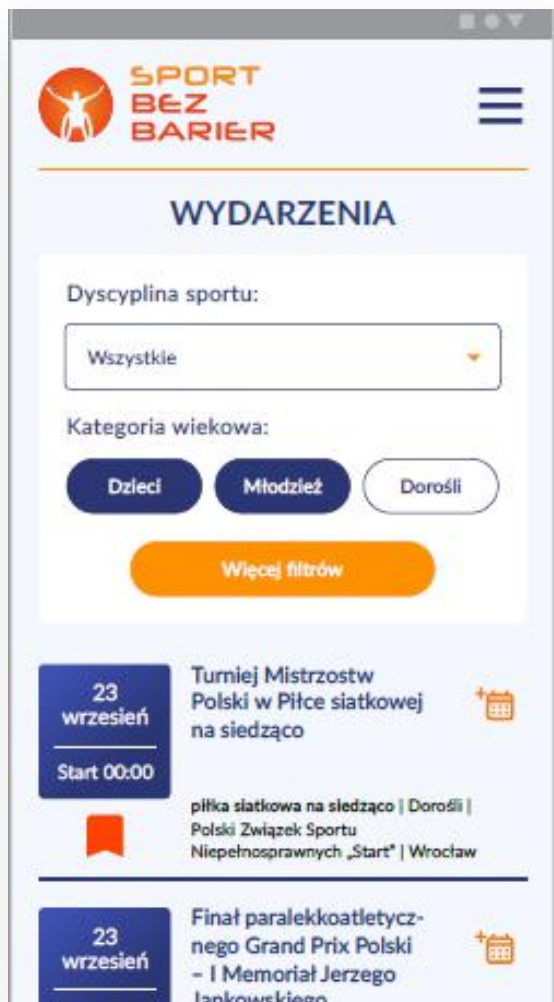 SPORT
BEZ
BARIER
WYDARZENIA
Dyscyplina sportu:
Wszystkie
Kategoria wiekowa:
Dzieci
Młodzież
Dorośli
Więcej filtrów
23
wrzesień
Start 00:00
Turniej Mistrzostw
Polski w Piłce siatkowej
na siedząco
piłka siatkowa na siedząco | Dorośli |
Polski Związek Sportu
Niepełnosprawnych „Start” | Wrocław
23
wrzesień
Finał paralekkoatletycz-
nego Grand Prix Polski
– I Memoriał Jerzego
Jankowskiego